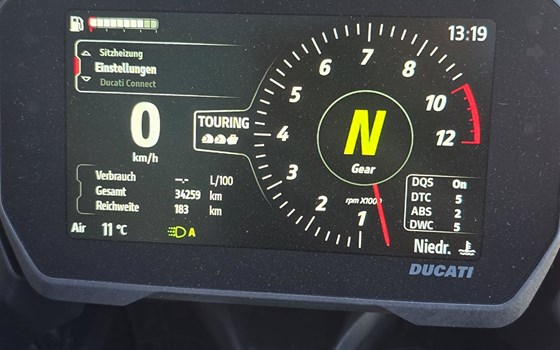 13:19
Sitzheizung
Einstellungen
Ducati Connect
0
km/h
TOURING
Verbrauch --.- L/100
Gesamt 34259 km
Reichweite 183 km
Air 11 °C
A
1
2
3
4
5
6
7
8
10
12
N
Gear
rpm X1000
DQS On
DTC 5
ABS 2
DWC 5
Niedr.
DUCATI